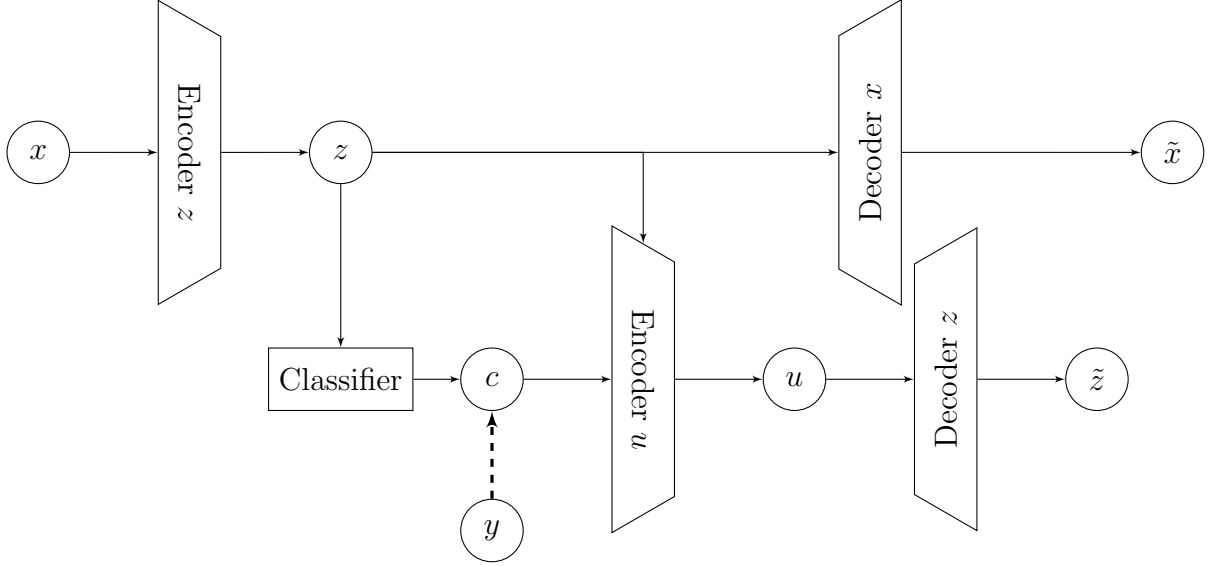 x
Encoder z
z
Decoder x
x̃
Classifier
c
Encoder u
u
Decoder z
z̃
y